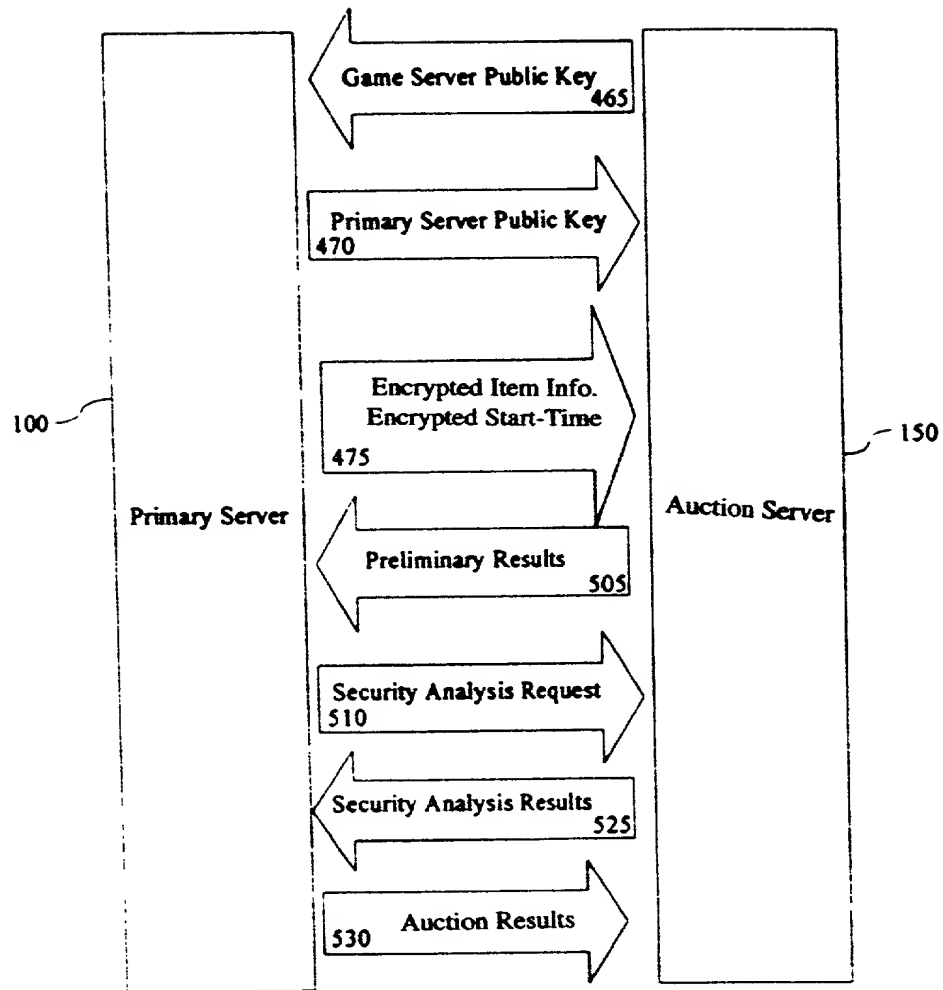 Game Server Public Key
465
Primary Server Public Key
470
Encrypted Item Info.
Encrypted Start-Time
475
100
150
Primary Server
Auction Server
Preliminary Results
505
Security Analysis Request
510
Security Analysis Results
525
Auction Results
530